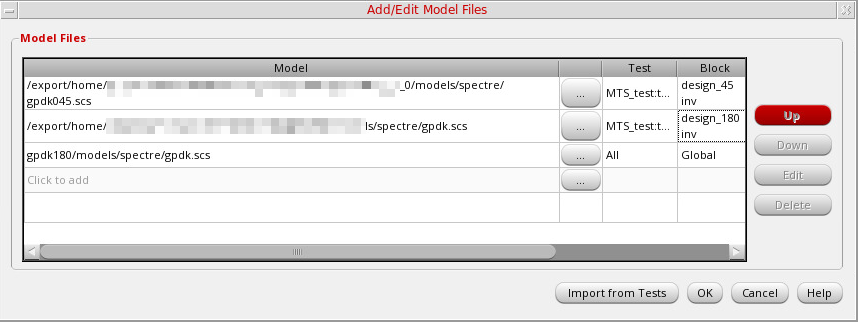 Add/Edit Model Files
Model Files
Model Test Block
/export/home/ _0/models/spectre/
gpdk045.scs
... MTS_test:t... design_45
inv
/export/home/ ls/spectre/gpdk.scs ... MTS_test:t... design_180
inv
gpdk180/models/spectre/gpdk.scs ... All Global
Click to add ...
Up
Down
Edit
Delete
Import from Tests OK Cancel Help